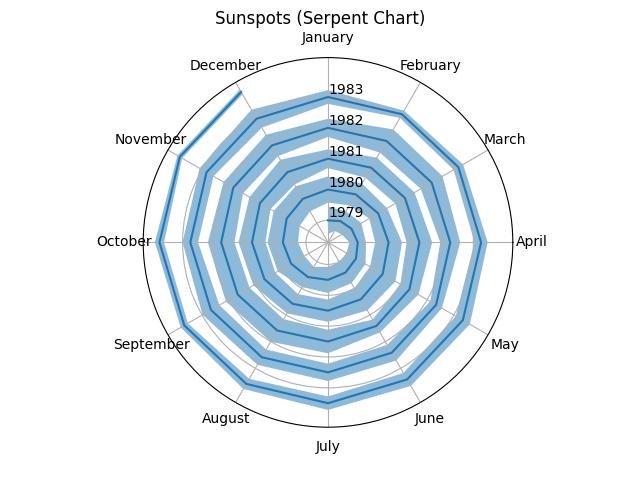 Sunspots (Serpent Chart)
January
December
February
1983
1982
November
March
1981
1980
1979
October
April
September
May
August
June
July